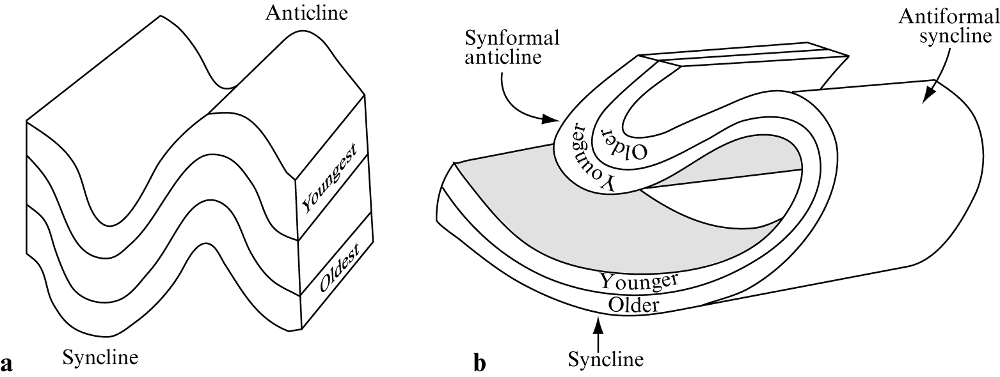 Anticline
Youngest
Oldest
Syncline
a
Synformal
anticline
Antiformal
syncline
Older
Younger
Younger
Older
Syncline
b